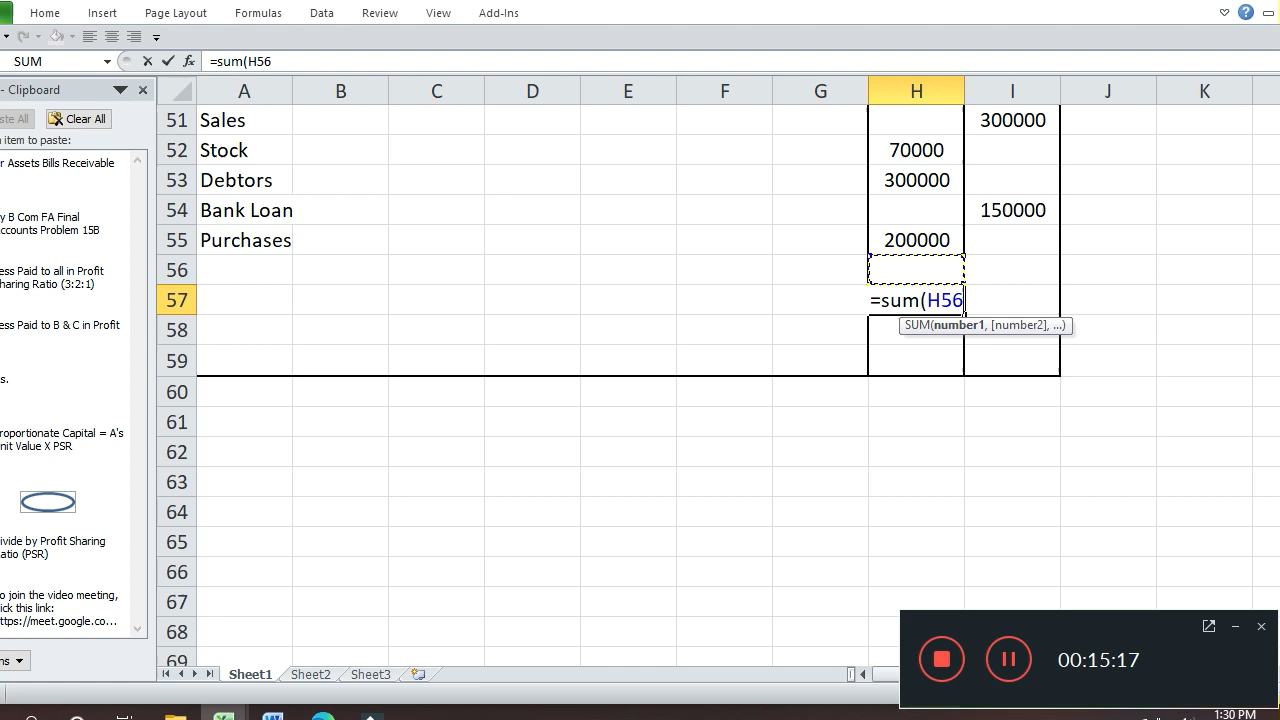 Home Insert Page Layout Formulas Data Review View Add-Ins
SUM fx =sum(H56
- Clipboard
ste All Clear All
n item to paste:
r Assets Bills Receivable
y B Com FA Final
ccounts Problem 15B
ess Paid to all in Profit
haring Ratio (3:2:1)
ess Paid to B & C in Profit
s.
roportionate Capital = A's
nit Value X PSR
ivide by Profit Sharing
atio (PSR)
o join the video meeting,
ick this link:
https://meet.google.co...
ns
A B C D E F G H I J K
51 Sales 300000
52 Stock 70000
53 Debtors 300000
54 Bank Loan 150000
55 Purchases 200000
56
57 =sum(H56
SUM(number1, [number2], ...)
58
59
60
61
62
63
64
65
66
67
68
69
Sheet1 Sheet2 Sheet3
00:15:17
1:30 PM